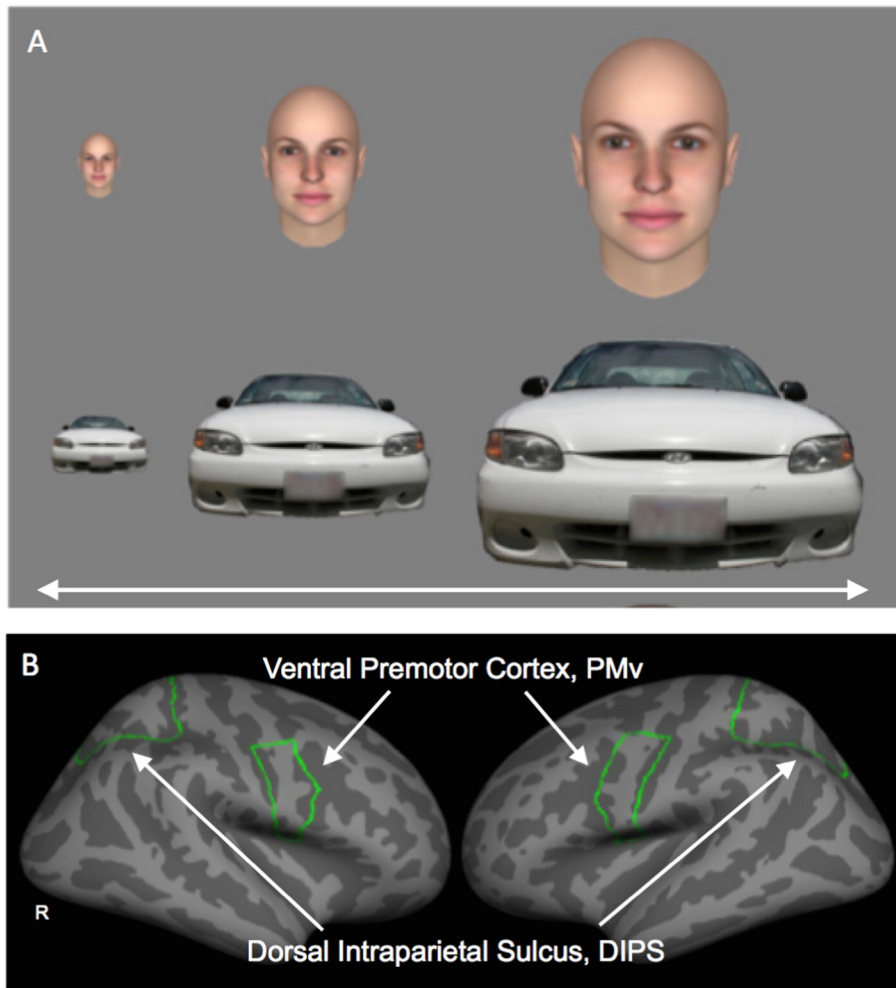 A
B
Ventral Premotor Cortex, PMv
R
Dorsal Intraparietal Sulcus, DIPS